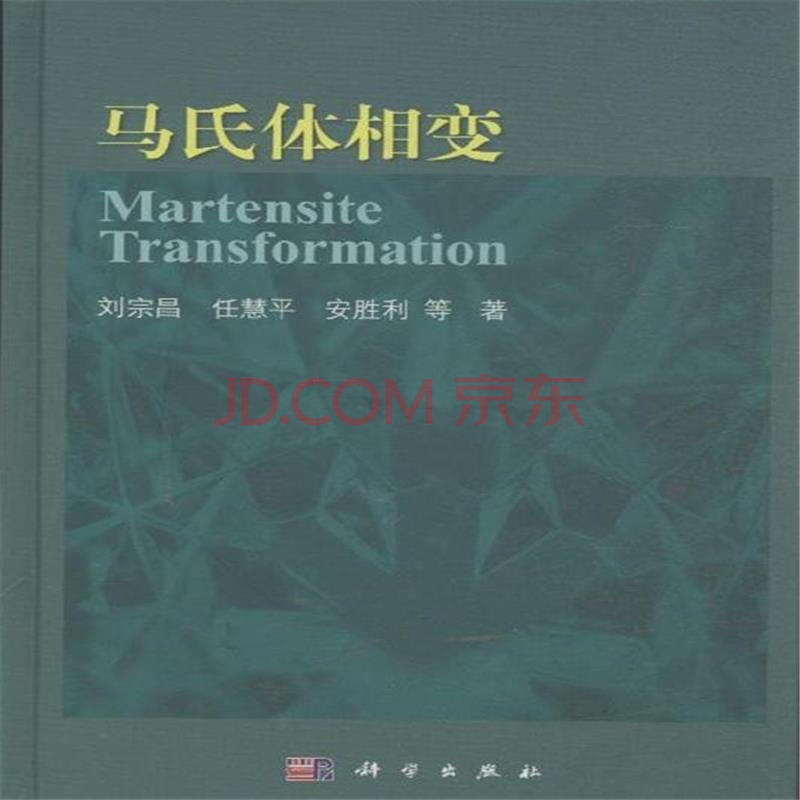 马氏体相变
Martensite
Transformation
刘宗昌 任慧平 安胜利 等 著
JD.COM 京东
科学出版社